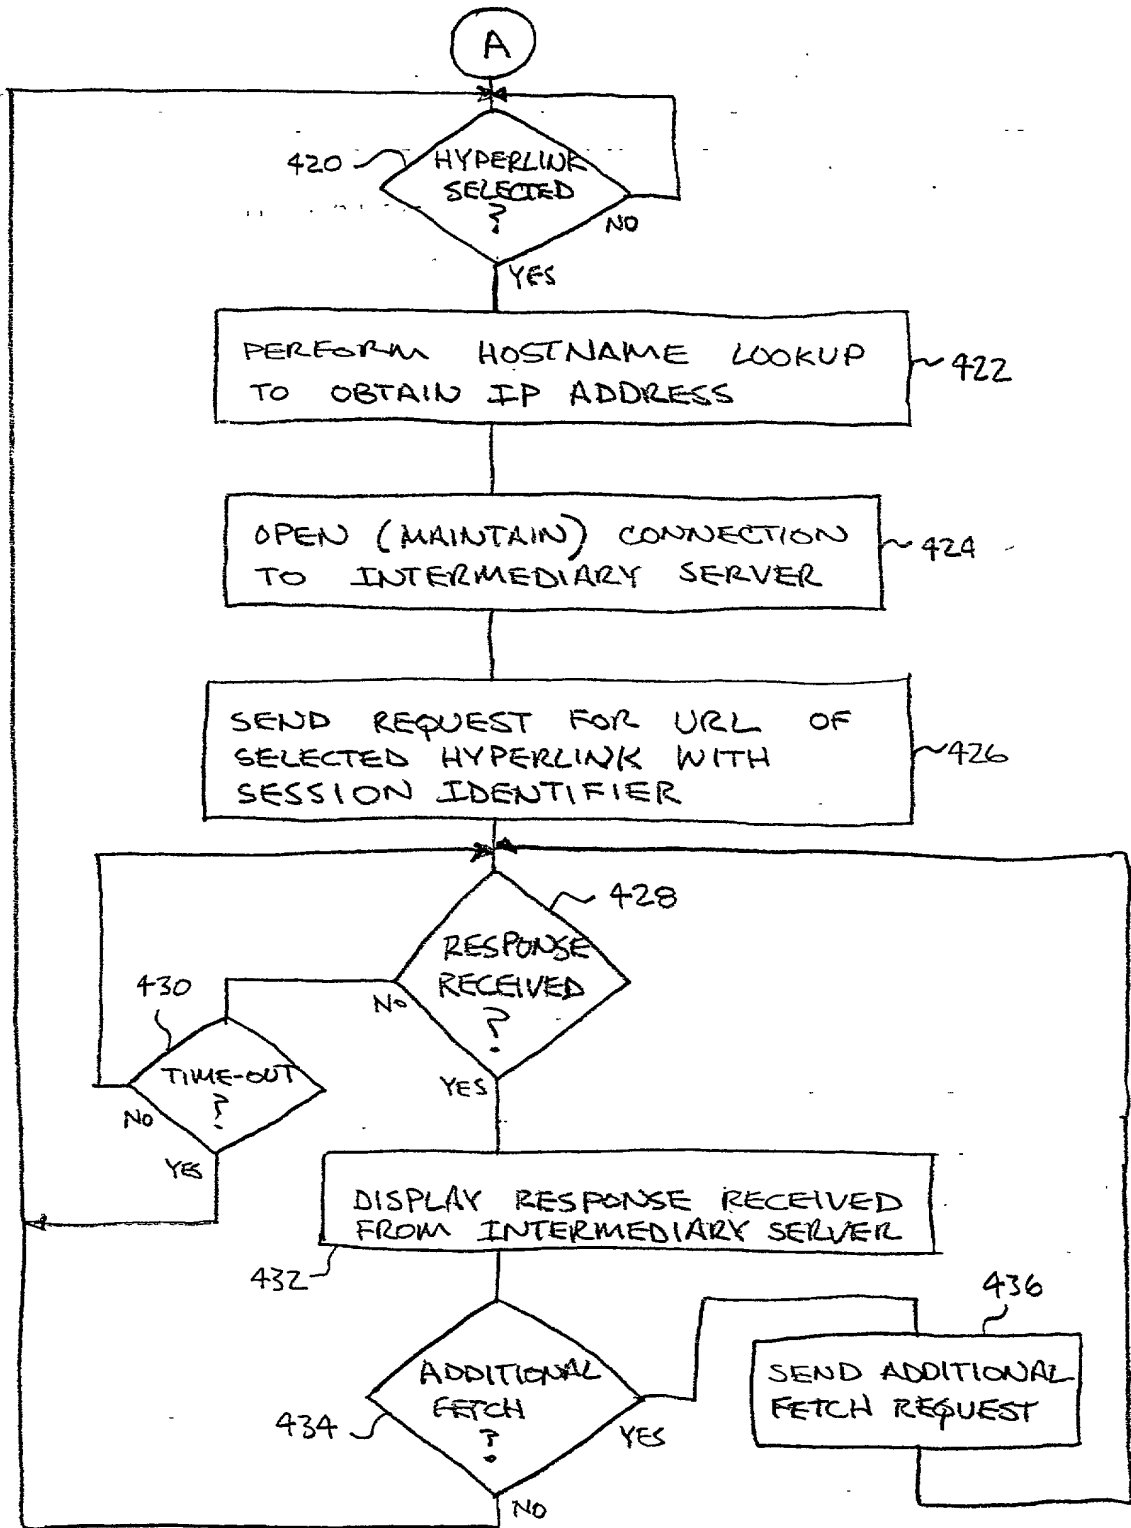 A
420
HYPERLINK
SELECTED
?
NO
YES
PERFORM HOSTNAME LOOKUP
TO OBTAIN IP ADDRESS
422
OPEN (MAINTAIN) CONNECTION
TO INTERMEDIARY SERVER
424
SEND REQUEST FOR URL OF
SELECTED HYPERLINK WITH
SESSION IDENTIFIER
426
428
RESPONSE
RECEIVED
?
NO
YES
430
TIME-OUT
?
NO
YES
DISPLAY RESPONSE RECEIVED
FROM INTERMEDIARY SERVER
432
ADDITIONAL
FETCH
?
434
YES
NO
436
SEND ADDITIONAL
FETCH REQUEST